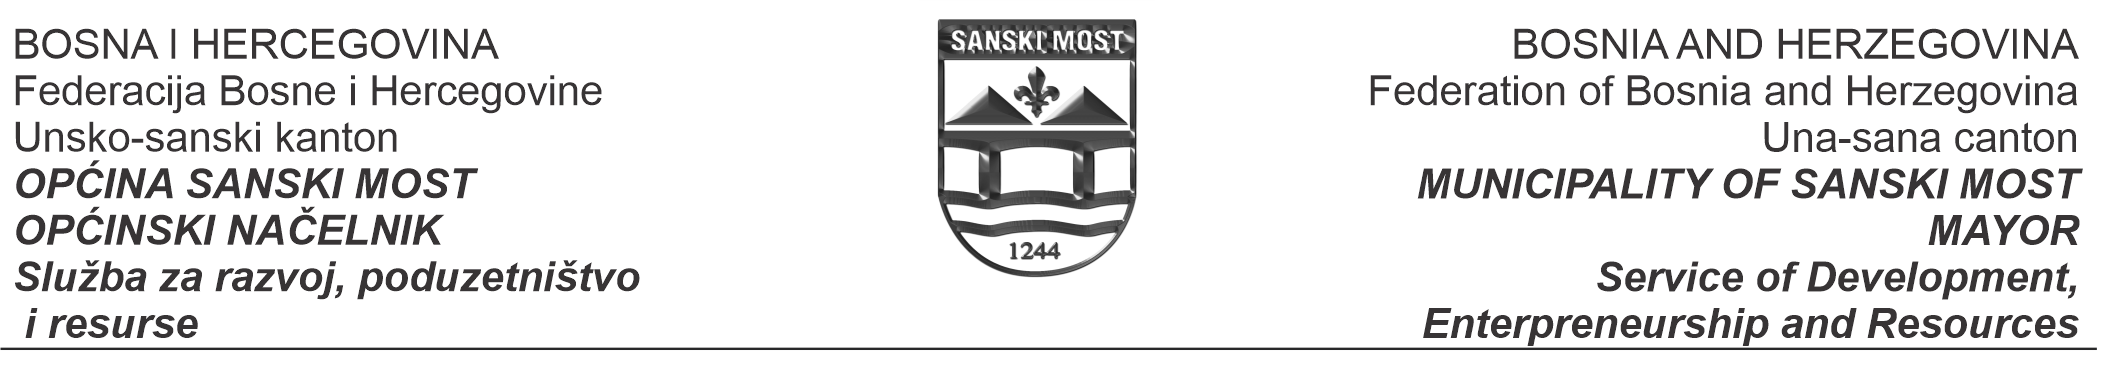 BOSNA I HERCEGOVINA
Federacija Bosne i Hercegovine
Unsko-sanski kanton
OPĆINA SANSKI MOST
OPĆINSKI NAČELNIK
Služba za razvoj, poduzetništvo
i resurse
SANSKI MOST
1244
BOSNIA AND HERZEGOVINA
Federation of Bosnia and Herzegovina
Una-sana canton
MUNICIPALITY OF SANSKI MOST
MAYOR
Service of Development,
Enterpreneurship and Resources